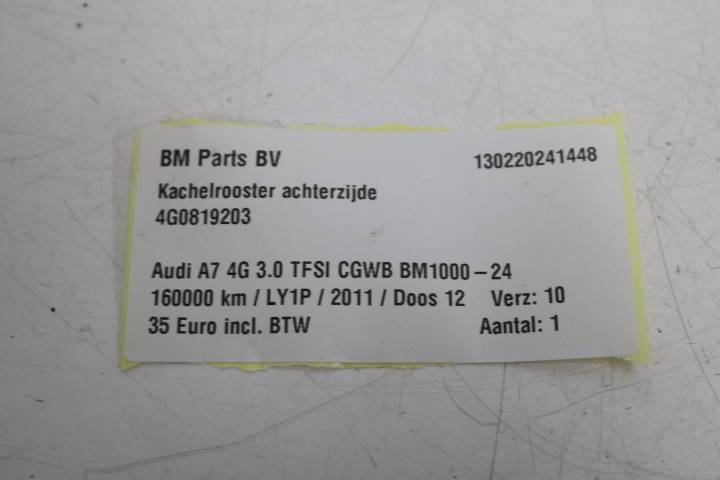 BM Parts BV 130220241448
Kachelrooster achterzijde
4G0819203
Audi A7 4G 3.0 TFSI CGWB BM1000-24
160000 km / LY1P / 2011 / Doos 12 Verz: 10
35 Euro incl. BTW Aantal: 1